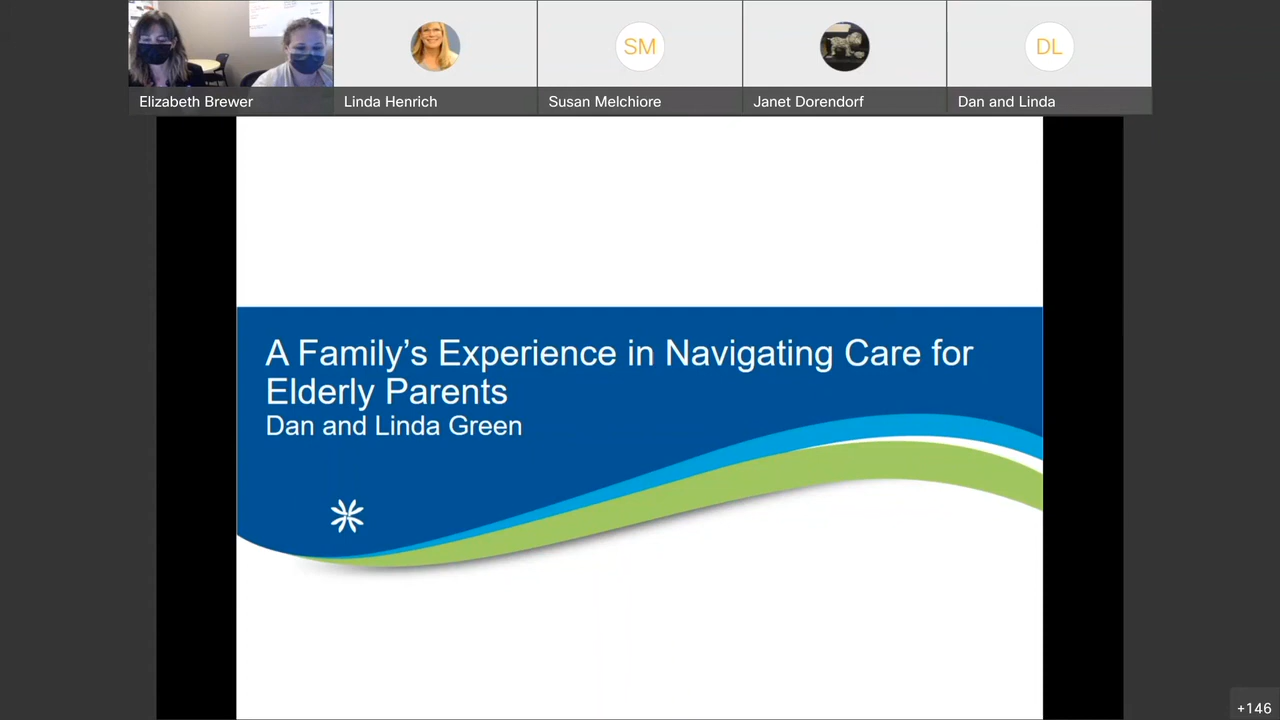 Elizabeth Brewer
Linda Henrich
SM
Susan Melchiore
Janet Dorendorf
DL
Dan and Linda
A Family’s Experience in Navigating Care for
Elderly Parents
Dan and Linda Green
+146